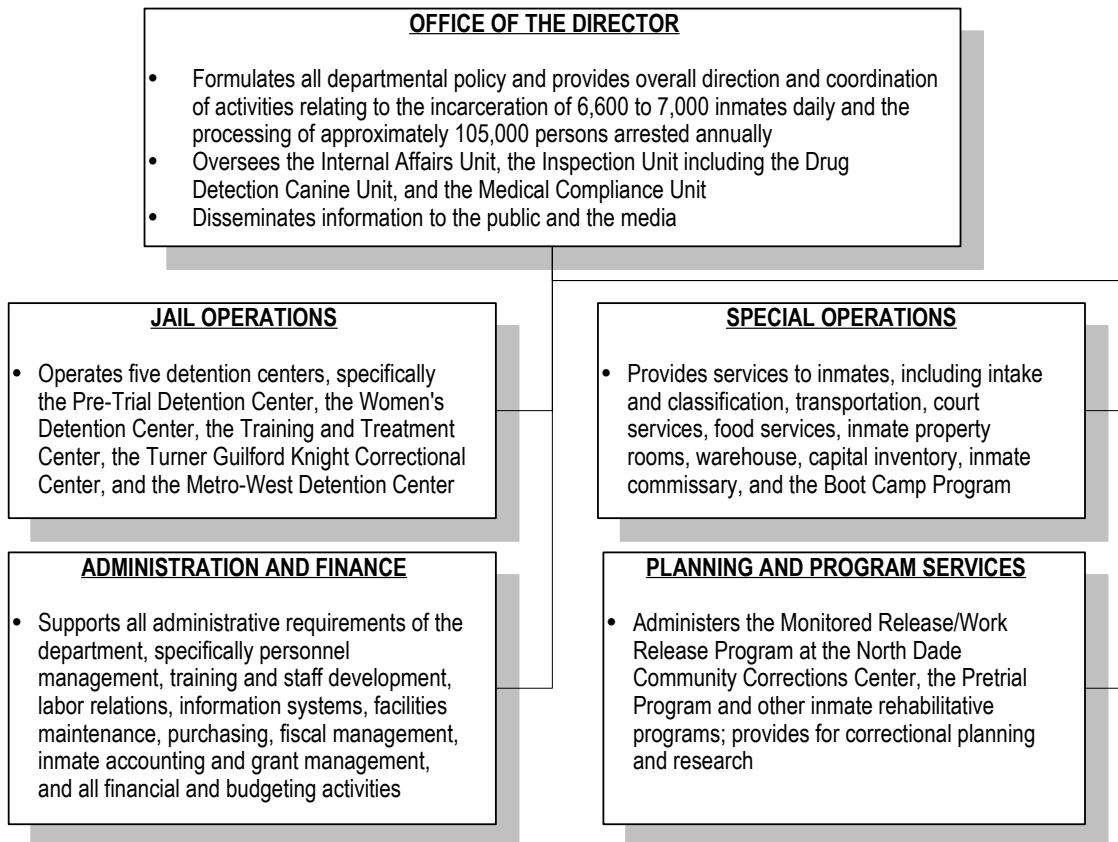 OFFICE OF THE DIRECTOR
• Formulates all departmental policy and provides overall direction and coordination
of activities relating to the incarceration of 6,600 to 7,000 inmates daily and the
processing of approximately 105,000 persons arrested annually
• Oversees the Internal Affairs Unit, the Inspection Unit including the Drug
Detection Canine Unit, and the Medical Compliance Unit
• Disseminates information to the public and the media
JAIL OPERATIONS
• Operates five detention centers, specifically
the Pre-Trial Detention Center, the Women's
Detention Center, the Training and Treatment
Center, the Turner Guilford Knight Correctional
Center, and the Metro-West Detention Center
SPECIAL OPERATIONS
• Provides services to inmates, including intake
and classification, transportation, court
services, food services, inmate property
rooms, warehouse, capital inventory, inmate
commissary, and the Boot Camp Program
ADMINISTRATION AND FINANCE
• Supports all administrative requirements of the
department, specifically personnel
management, training and staff development,
labor relations, information systems, facilities
maintenance, purchasing, fiscal management,
inmate accounting and grant management,
and all financial and budgeting activities
PLANNING AND PROGRAM SERVICES
• Administers the Monitored Release/Work
Release Program at the North Dade
Community Corrections Center, the Pretrial
Program and other inmate rehabilitative
programs; provides for correctional planning
and research